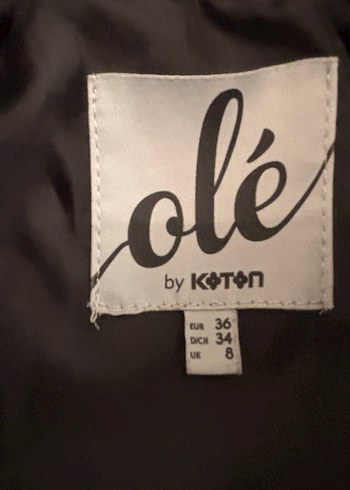 olé
by KOTON
EUR 36
D/CH 34
UK 8